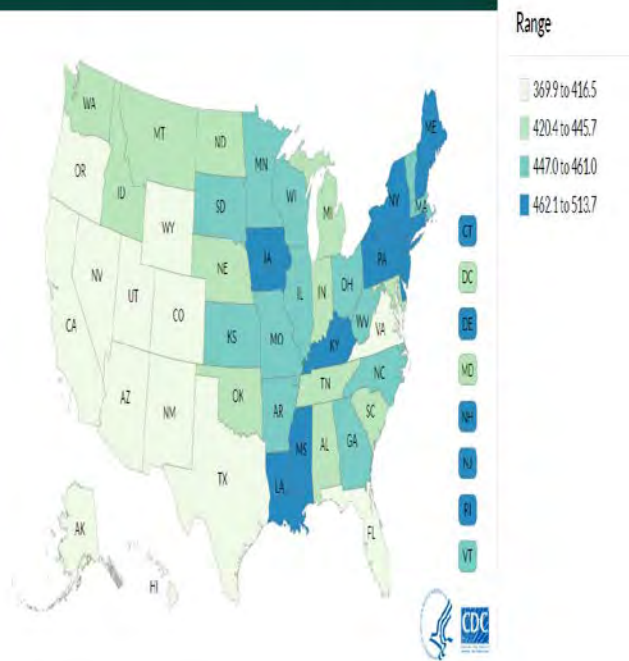 Range
369.9 to 416.5
420.4 to 445.7
447.0 to 461.0
462.1 to 513.7
WA
MT
ND
MN
ME
OR
ID
SD
WI
MI
NY
MA
WY
CT
IA
PA
NE
DC
NV
IL
IN
OH
UT
CO
WV
VA
DE
CA
KS
MO
KY
MD
NC
TN
AZ
NM
OK
AR
SC
NH
MS
AL
GA
NJ
TX
LA
RI
AK
FL
VT
HI
CDC